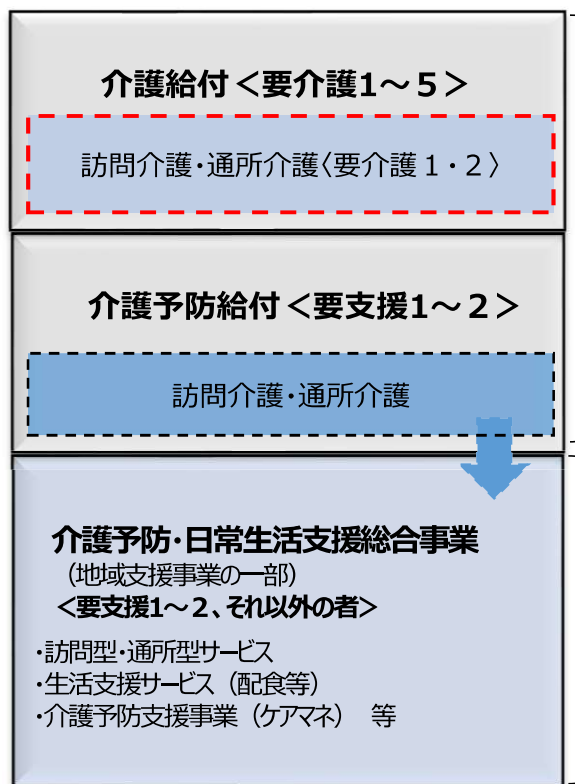 介護給付＜要介護1～５＞
訪問介護・通所介護〈要介護１・２〉
介護予防給付＜要支援1～２＞
訪問介護・通所介護
介護予防・日常生活支援総合事業
（地域支援事業の一部）
＜要支援1～２、それ以外の者＞
・訪問型・通所型サービス
・生活支援サービス（配食等）
・介護予防支援事業（ケアマネ）　等